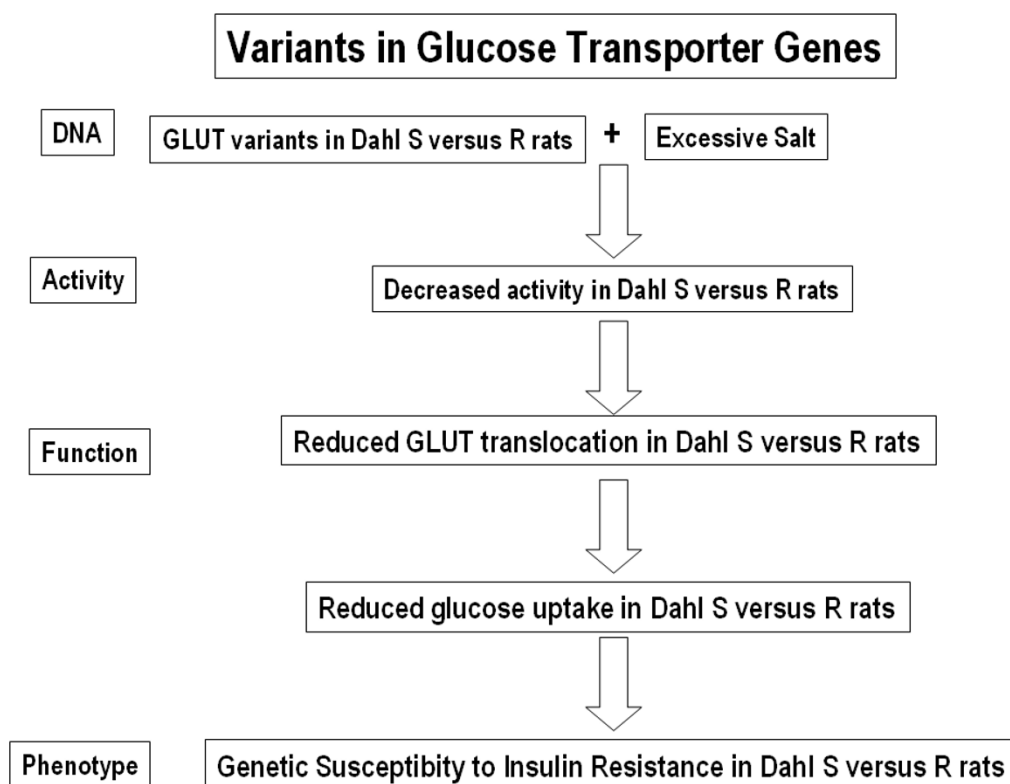 Variants in Glucose Transporter Genes
DNA
GLUT variants in Dahl S versus R rats + Excessive Salt
Activity
Decreased activity in Dahl S versus R rats
Function
Reduced GLUT translocation in Dahl S versus R rats
Reduced glucose uptake in Dahl S versus R rats
Phenotype
Genetic Susceptibity to Insulin Resistance in Dahl S versus R rats